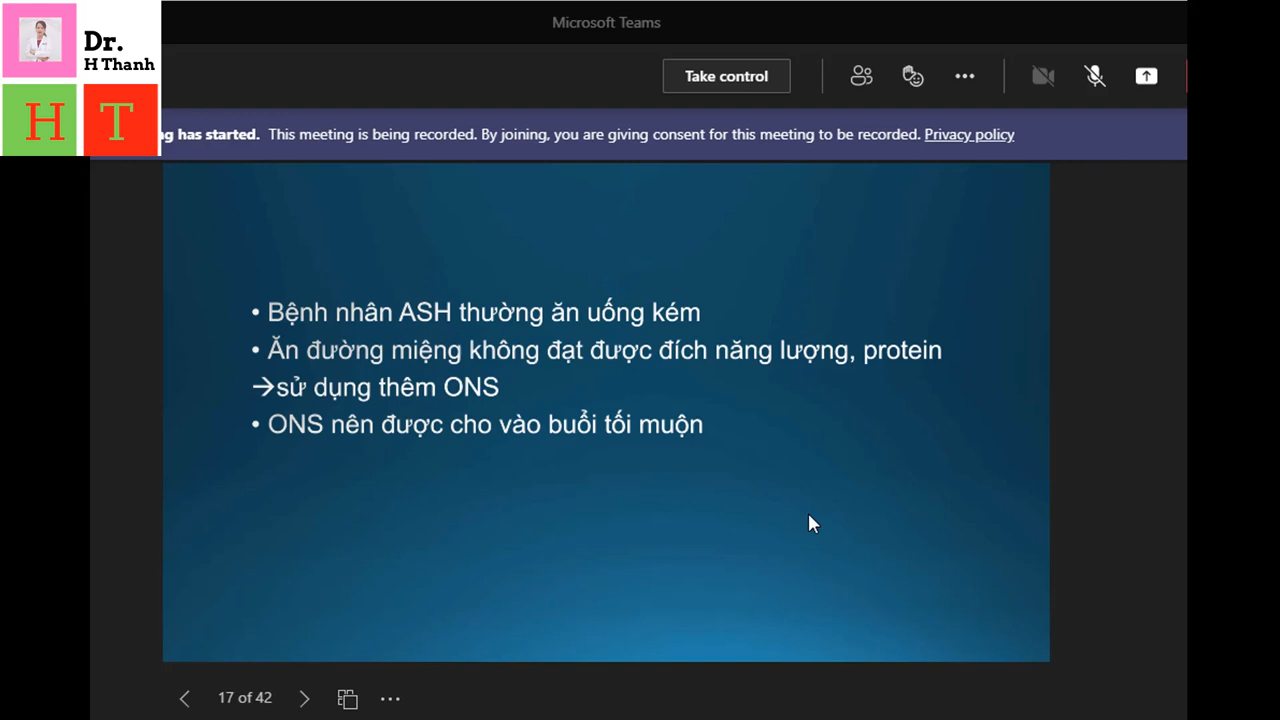 Microsoft Teams
Dr.
H Thanh
H T
Take control
g has started. This meeting is being recorded. By joining, you are giving consent for this meeting to be recorded. Privacy policy
• Bệnh nhân ASH thường ăn uống kém
• Ăn đường miệng không đạt được đích năng lượng, protein
→sử dụng thêm ONS
• ONS nên được cho vào buổi tối muộn
17 of 42